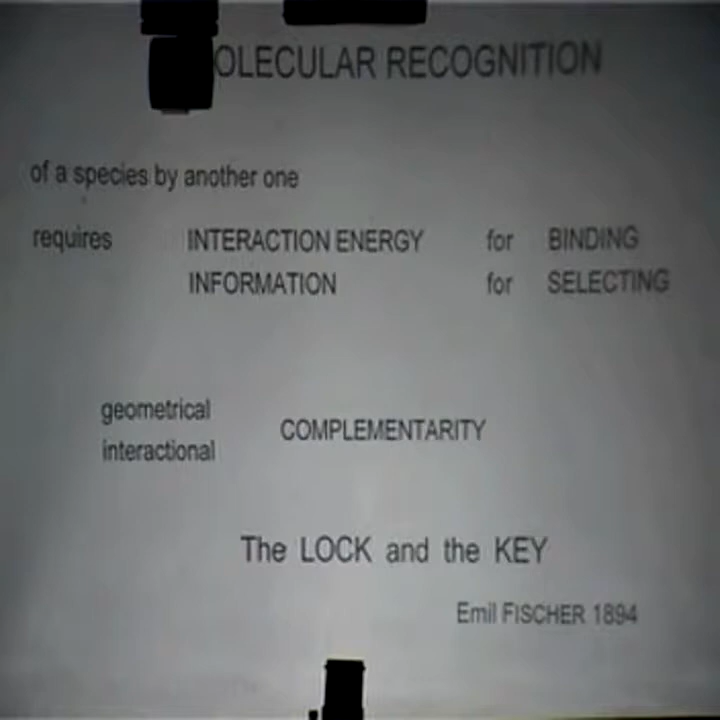 OLECULAR RECOGNITION
of a species by another one
requires INTERACTION ENERGY for BINDING
INFORMATION for SELECTING
geometrical
COMPLEMENTARITY
interactional
The LOCK and the KEY
Emil FISCHER 1894